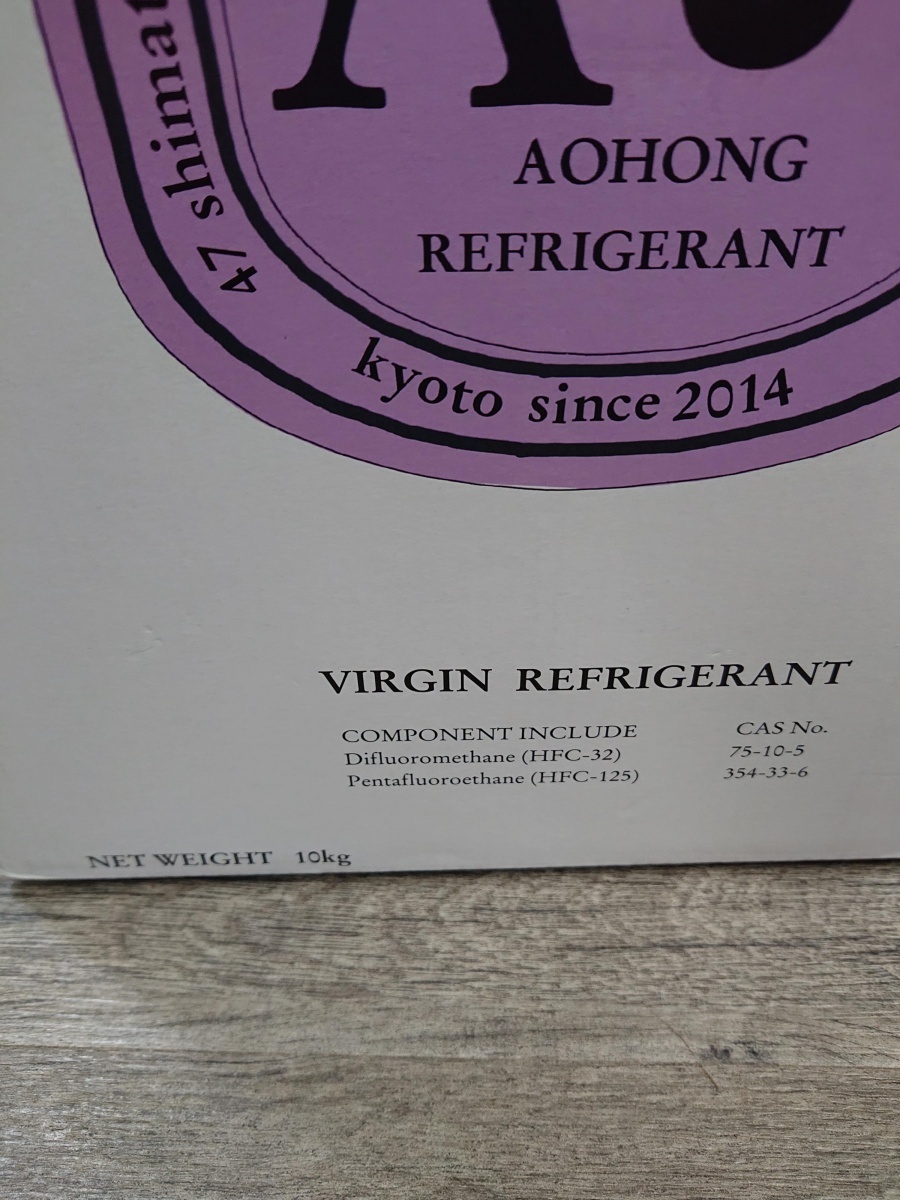 47 shimat
AOHONG
REFRIGERANT
kyoto since 2014
VIRGIN REFRIGERANT
COMPONENT INCLUDE CAS No.
Difluoromethane (HFC-32) 75-10-5
Pentafluoroethane (HFC-125) 354-33-6
NET WEIGHT 10kg